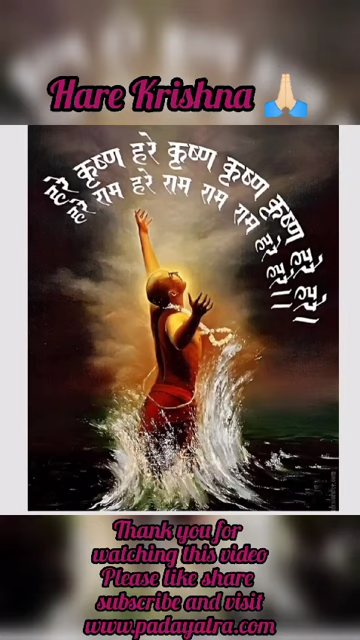 Hare Krishna 🙏
हरे कृष्ण हरे कृष्ण कृष्ण कृष्ण हरे हरे।
हरे राम हरे राम राम राम हरे हरे।।
Thank you for
watching this video
Please like share
subscribe and visit
www.padayatra.com